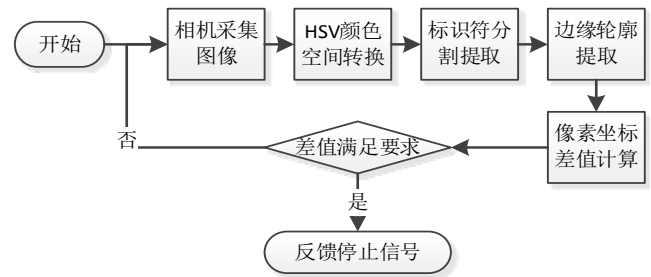 开始
相机采集
图像
HSV颜色
空间转换
标识符分
割提取
边缘轮廓
提取
像素坐标
差值计算
差值满足要求
否
是
反馈停止信号